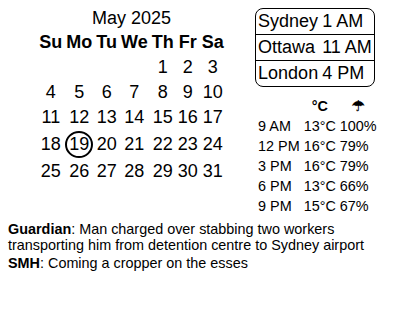 May 2025
Su Mo Tu We Th Fr Sa
1 2 3
4 5 6 7 8 9 10
11 12 13 14 15 16 17
18 19 20 21 22 23 24
25 26 27 28 29 30 31
Sydney 1 AM
Ottawa 11 AM
London 4 PM
°C ☂
9 AM 13°C 100%
12 PM 16°C 79%
3 PM 16°C 79%
6 PM 13°C 66%
9 PM 15°C 67%
Guardian: Man charged over stabbing two workers
transporting him from detention centre to Sydney airport
SMH: Coming a cropper on the esses